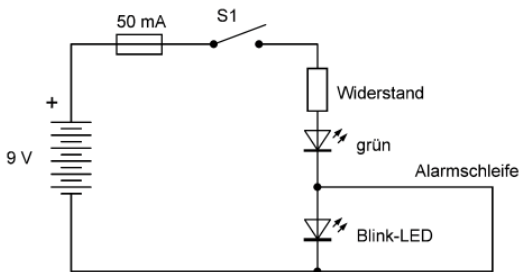 50 mA
S1
Widerstand
+
grün
9 V
Alarmschleife
Blink-LED